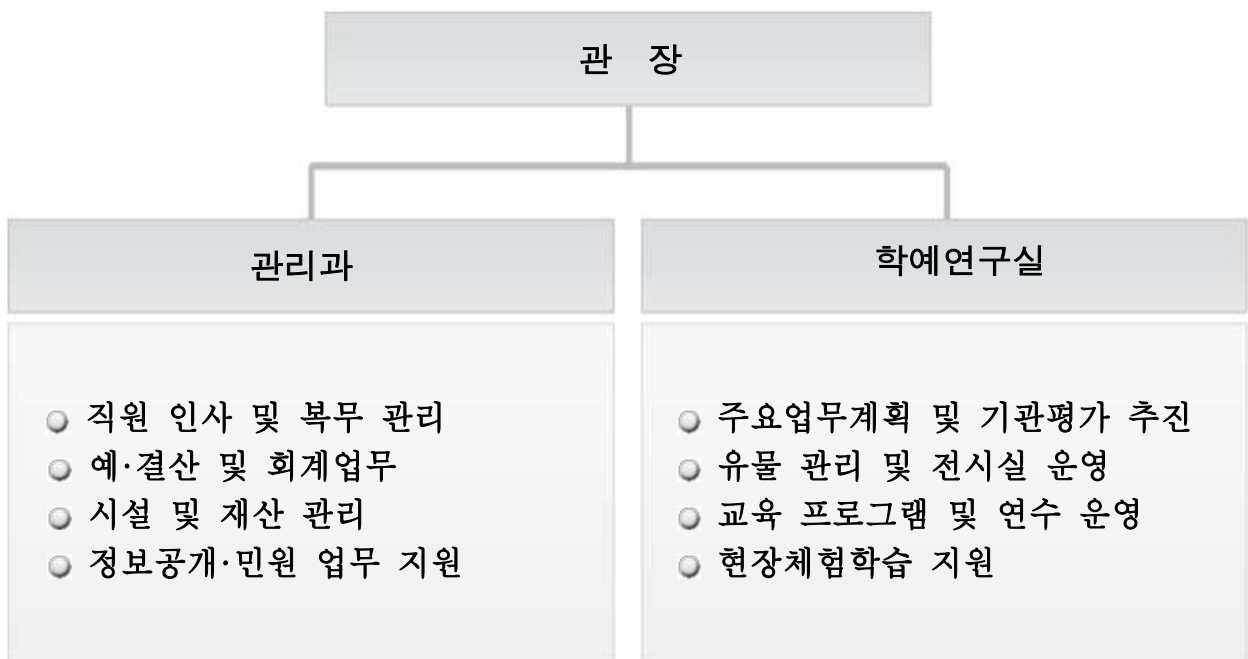 관 장
관리과
직원 인사 및 복무 관리
예·결산 및 회계업무
시설 및 재산 관리
정보공개·민원 업무 지원
학예연구실
주요업무계획 및 기관평가 추진
유물 관리 및 전시실 운영
교육 프로그램 및 연수 운영
현장체험학습 지원